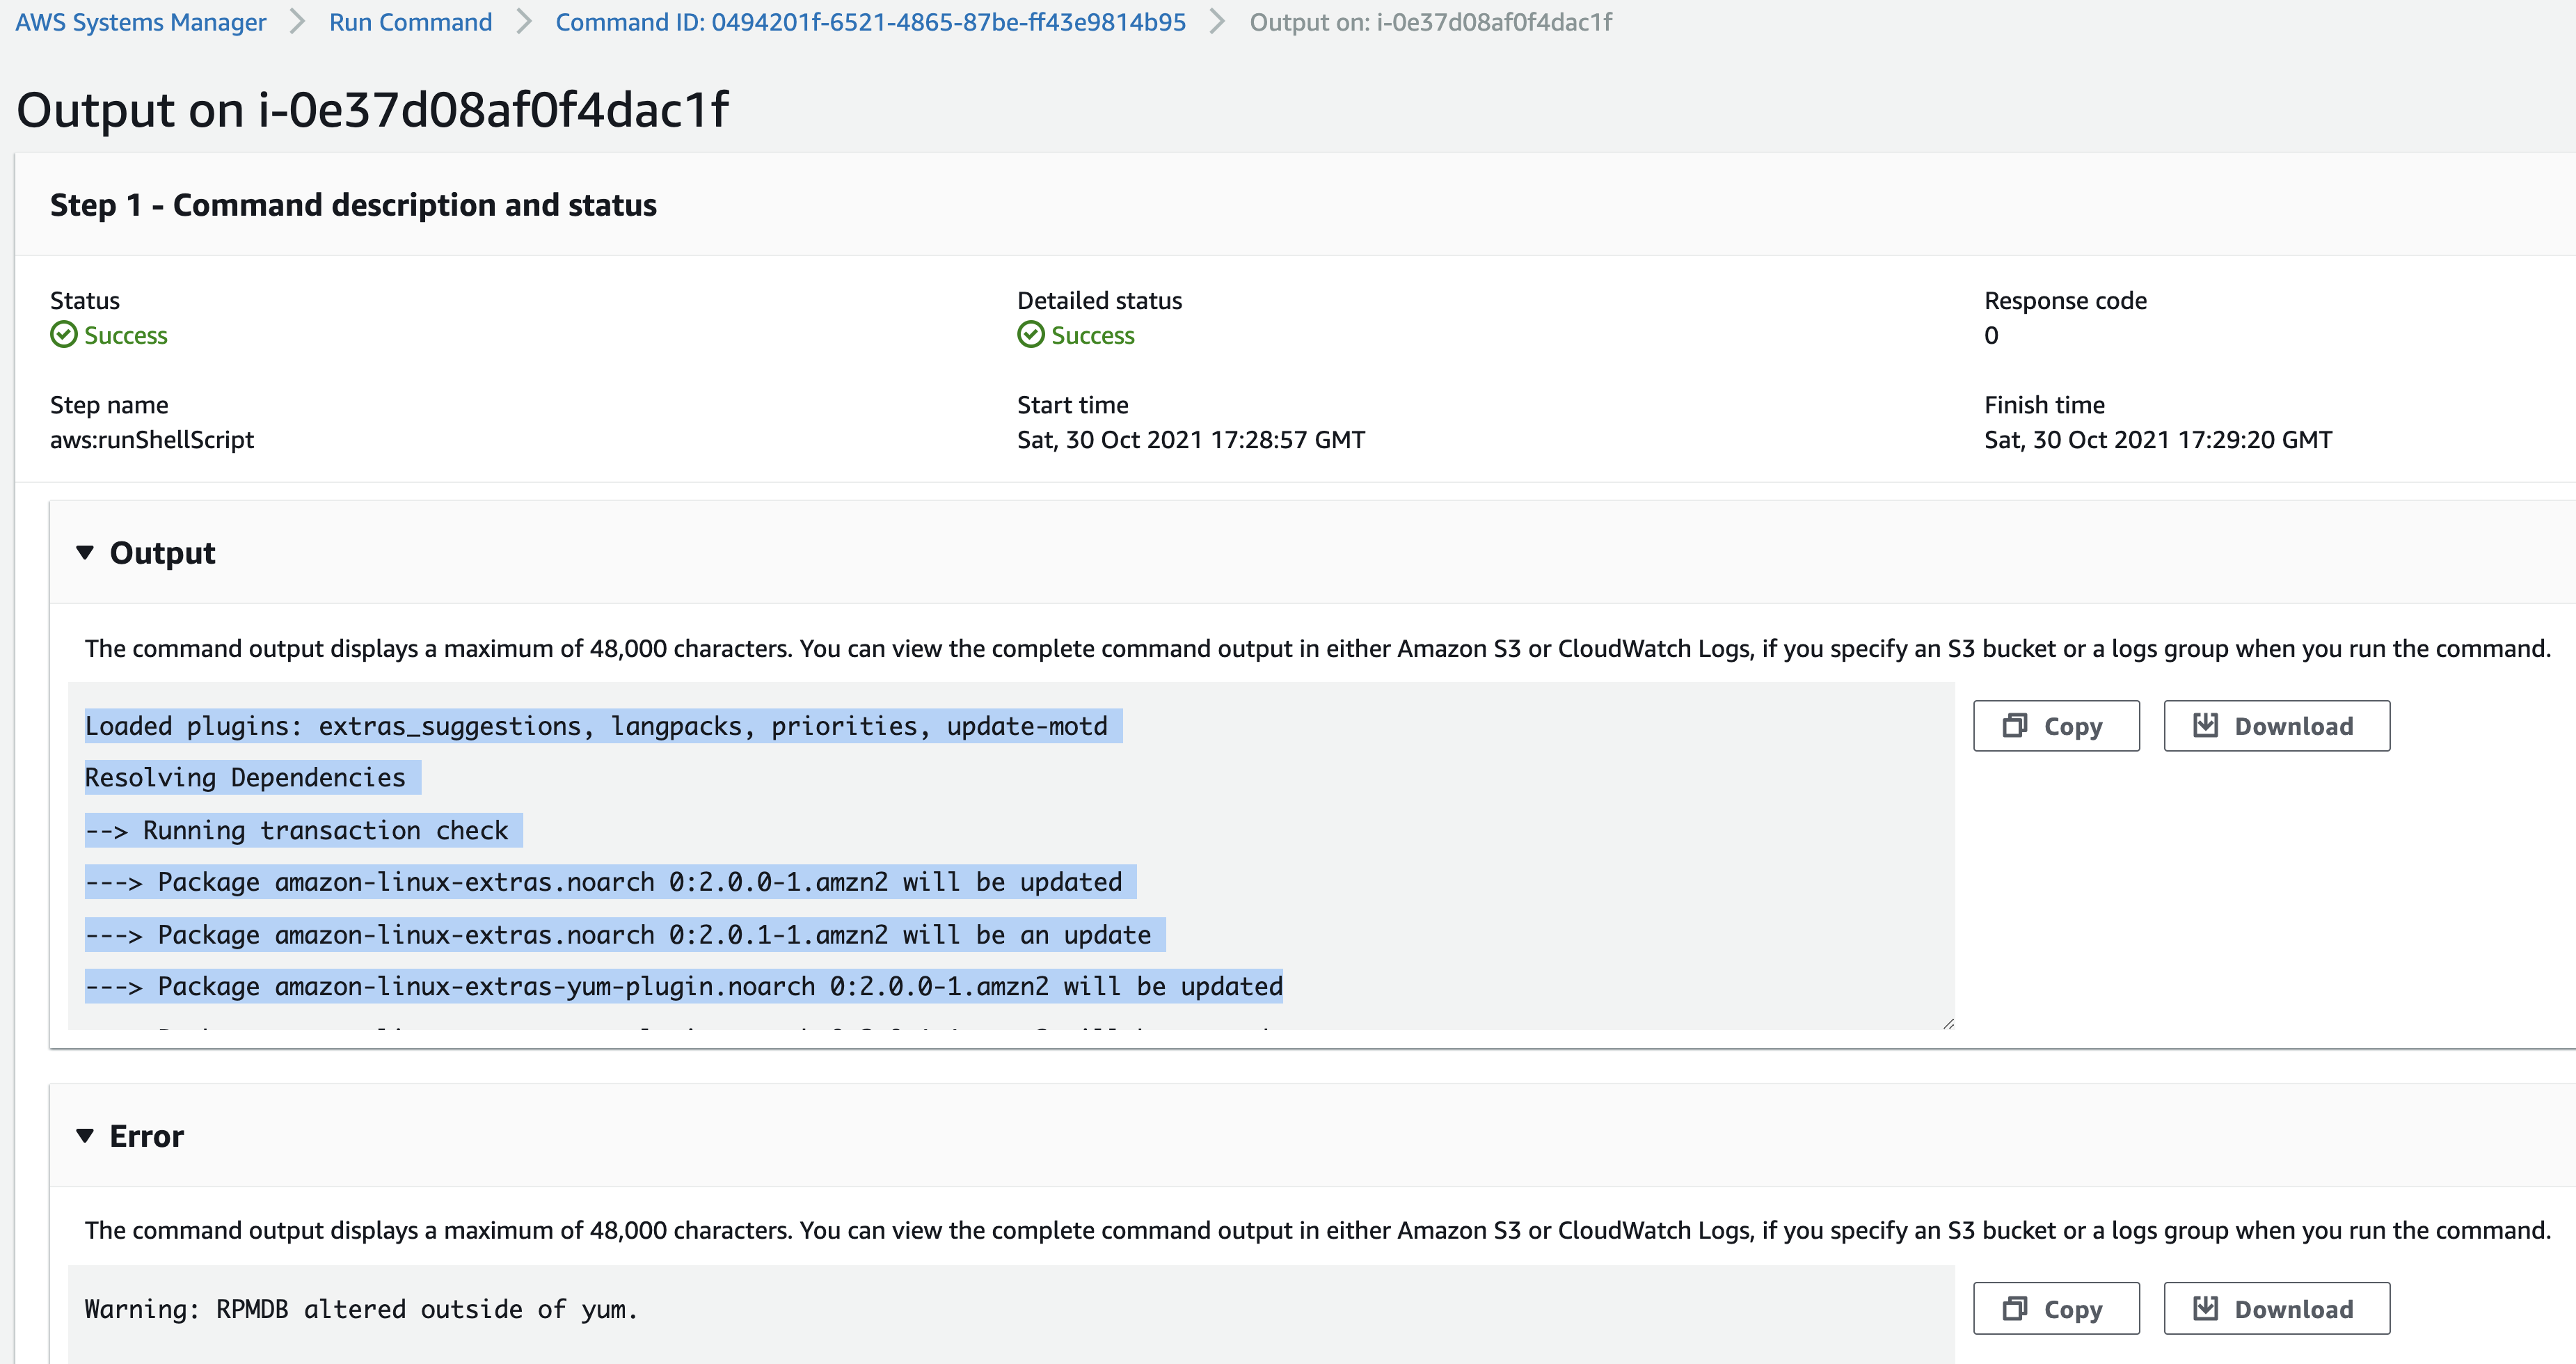 AWS Systems Manager > Run Command > Command ID: 0494201f-6521-4865-87be-ff43e9814b95 > Output on: i-0e37d08af0f4dac1f
Output on i-0e37d08af0f4dac1f
Step 1 - Command description and status
Status Detailed status Response code
Success Success 0
Step name Start time Finish time
aws:runShellScript Sat, 30 Oct 2021 17:28:57 GMT Sat, 30 Oct 2021 17:29:20 GMT
Output
The command output displays a maximum of 48,000 characters. You can view the complete command output in either Amazon S3 or CloudWatch Logs, if you specify an S3 bucket or a logs group when you run the command.
Loaded plugins: extras_suggestions, langpacks, priorities, update-motd Copy Download
Resolving Dependencies
--> Running transaction check
---> Package amazon-linux-extras.noarch 0:2.0.0-1.amzn2 will be updated
---> Package amazon-linux-extras.noarch 0:2.0.1-1.amzn2 will be an update
---> Package amazon-linux-extras-yum-plugin.noarch 0:2.0.0-1.amzn2 will be updated
Error
The command output displays a maximum of 48,000 characters. You can view the complete command output in either Amazon S3 or CloudWatch Logs, if you specify an S3 bucket or a logs group when you run the command.
Warning: RPMDB altered outside of yum. Copy Download